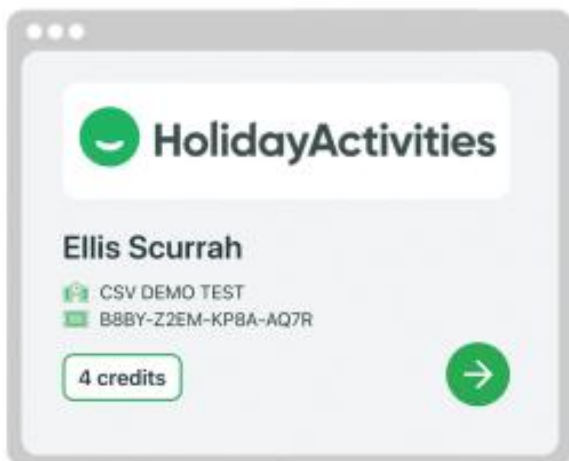 HolidayActivities
Ellis Scurrah
CSV DEMO TEST
B8BY-Z2EM-KP8A-AQ7R
4 credits